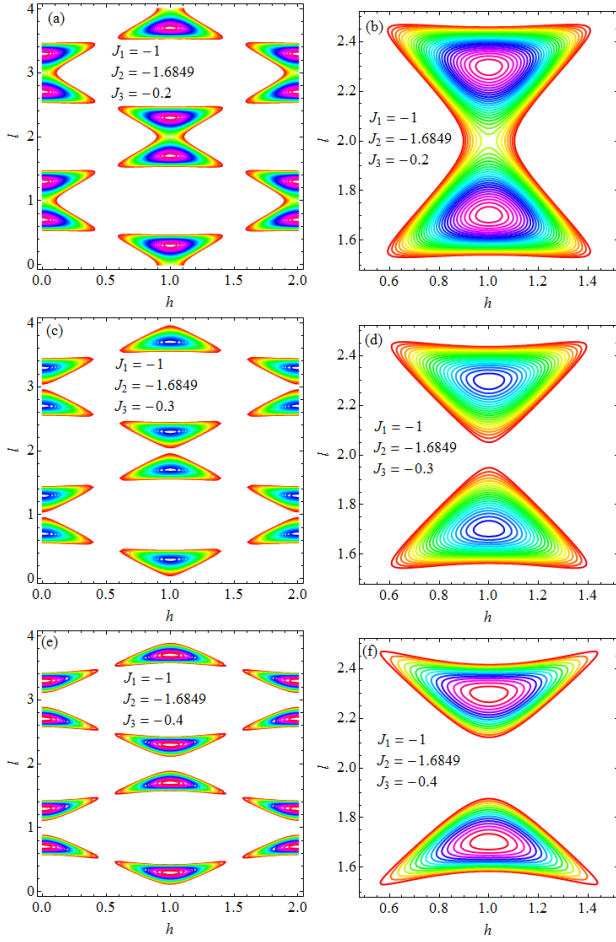 (a)
J₁ = −1
J₂ = −1.6849
J₃ = −0.2
l
4
3
2
1
0
0.0 0.5 1.0 1.5 2.0
h
(b)
J₁ = −1
J₂ = −1.6849
J₃ = −0.2
l
2.4
2.2
2.0
1.8
1.6
0.6 0.8 1.0 1.2 1.4
h
(c)
J₁ = −1
J₂ = −1.6849
J₃ = −0.3
l
4
3
2
1
0
0.0 0.5 1.0 1.5 2.0
h
(d)
J₁ = −1
J₂ = −1.6849
J₃ = −0.3
l
2.4
2.2
2.0
1.8
1.6
0.6 0.8 1.0 1.2 1.4
h
(e)
J₁ = −1
J₂ = −1.6849
J₃ = −0.4
l
4
3
2
1
0
0.0 0.5 1.0 1.5 2.0
h
(f)
J₁ = −1
J₂ = −1.6849
J₃ = −0.4
l
2.4
2.2
2.0
1.8
1.6
0.6 0.8 1.0 1.2 1.4
h